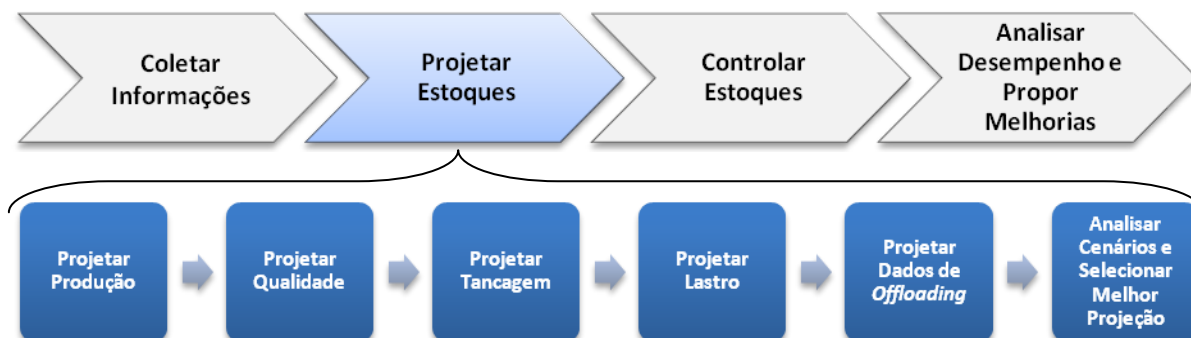 Coletar
Informações
Projetar
Estoques
Controlar
Estoques
Analisar
Desempenho e
Propor
Melhorias
Projetar
Produção
Projetar
Qualidade
Projetar
Tancagem
Projetar
Lastro
Projetar
Dados de
Offloading
Analisar
Cenários e
Selecionar
Melhor
Projeção